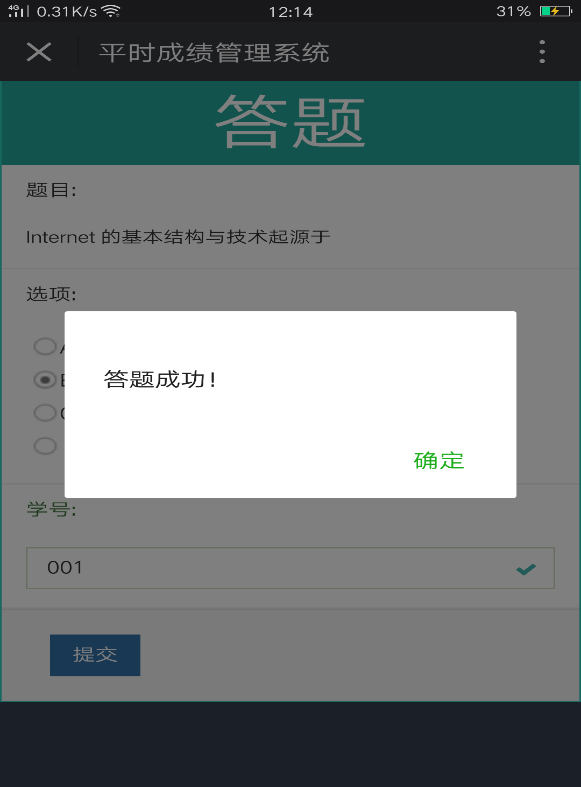 4G 0.31K/s 12:14 31%
平时成绩管理系统
答题
题目:
Internet 的基本结构与技术起源于
选项:
答题成功!
确定
学号:
001
提交